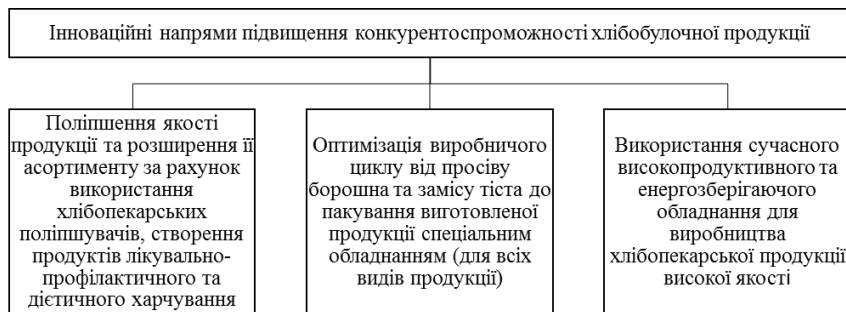 Інноваційні напрями підвищення конкурентоспроможності хлібобулочної продукції
Поліпшення якості
продукції та розширення її
асортименту за рахунок
використання
хлібопекарських
поліпшувачів, створення
продуктів лікувально-
профілактичного та
дієтичного харчування
Оптимізація виробничого
циклу від просіву
борошна та замісу тіста до
пакування виготовленої
продукції спеціальним
обладнанням (для всіх
видів продукції)
Використання сучасного
високопродуктивного та
енергозберігаючого
обладнання для
виробництва
хлібопекарської продукції
високої якості